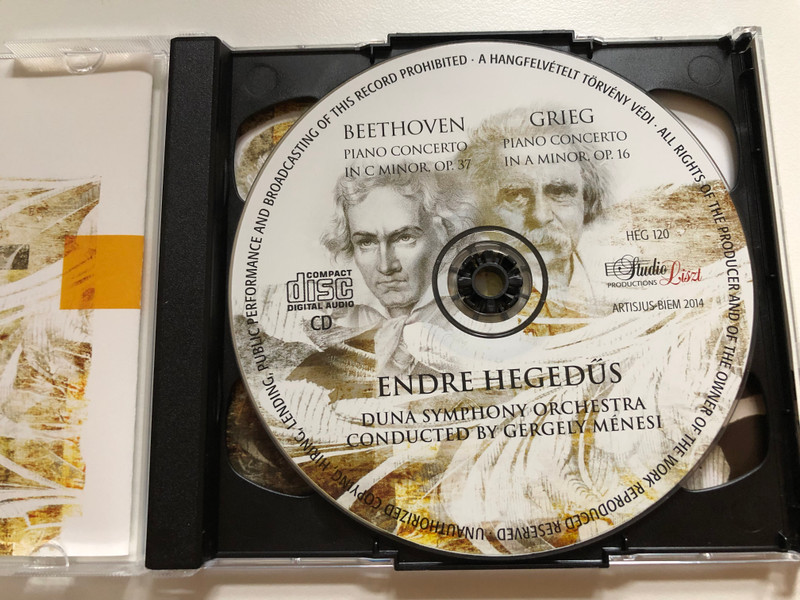 UNAUTHORIZED COPYING, HIRING, LENDING, PUBLIC PERFORMANCE AND BROADCASTING OF THIS RECORD PROHIBITED · A HANGFELVÉTELT TÖRVÉNY VÉDI · ALL RIGHTS OF THE PRODUCER AND OF THE OWNER OF THE WORK REPRODUCED RESERVED ·
BEETHOVEN
PIANO CONCERTO
IN C MINOR, OP. 37
GRIEG
PIANO CONCERTO
IN A MINOR, OP. 16
HEG 120
Studio Liszt
PRODUCTIONS
ARTISJUS-BIEM 2014
COMPACT
disc
DIGITAL AUDIO
CD
ENDRE HEGEDŰS
DUNA SYMPHONY ORCHESTRA
CONDUCTED BY GERGELY MÉNESI